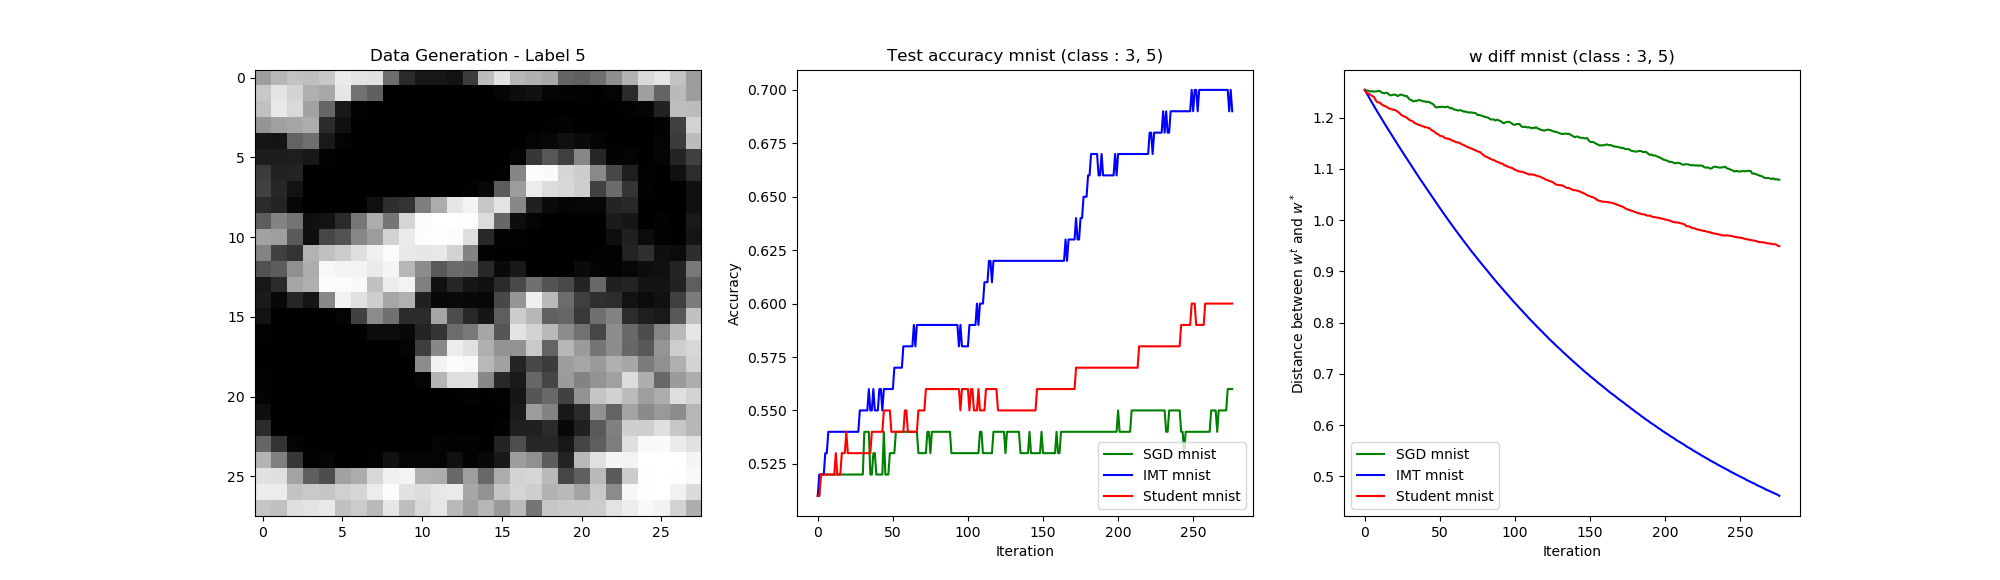 Data Generation - Label 5
0
5
10
15
20
25
0 5 10 15 20 25
Test accuracy mnist (class : 3, 5)
Accuracy
0.700
0.675
0.650
0.625
0.600
0.575
0.550
0.525
0 50 100 150 200 250
Iteration
SGD mnist
IMT mnist
Student mnist
w diff mnist (class : 3, 5)
Distance between w^t and w^*
1.2
1.1
1.0
0.9
0.8
0.7
0.6
0.5
0 50 100 150 200 250
Iteration
SGD mnist
IMT mnist
Student mnist